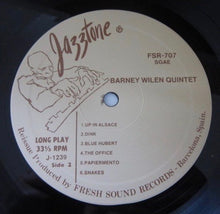 Jazztone ®
FSR-707
SGAE
BARNEY WILEN QUINTET
1 UP IN ALSACE
2.DINK
3.BLUE HUBERT
4.THE OFFICE
5.PAPIERMENTO
6.SNAKES
LONG PLAY
33⅓ RPM
J-1239
Side 2
Reissue Produced by FRESH SOUND RECORDS - Barcelona, Spain.